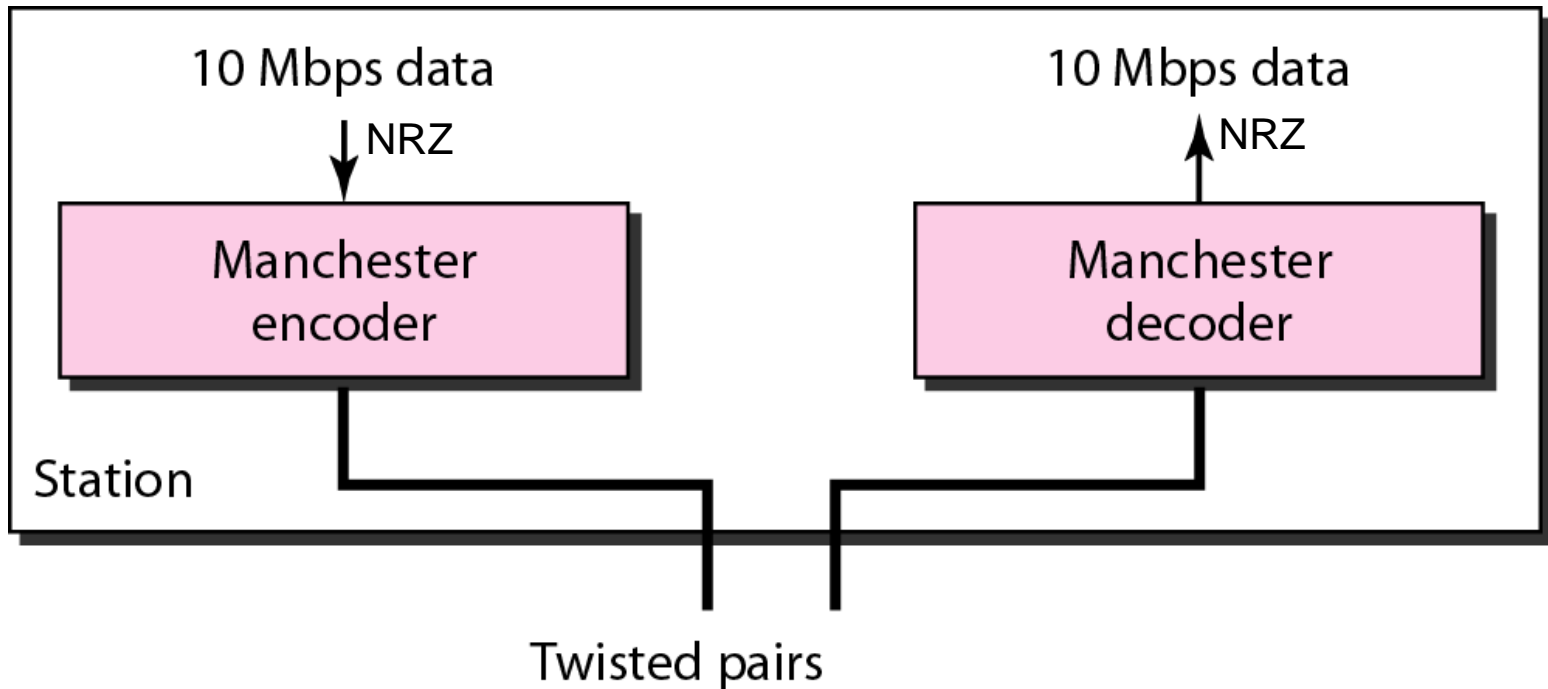 10 Mbps data
NRZ
Manchester
encoder
10 Mbps data
NRZ
Manchester
decoder
Station
Twisted pairs